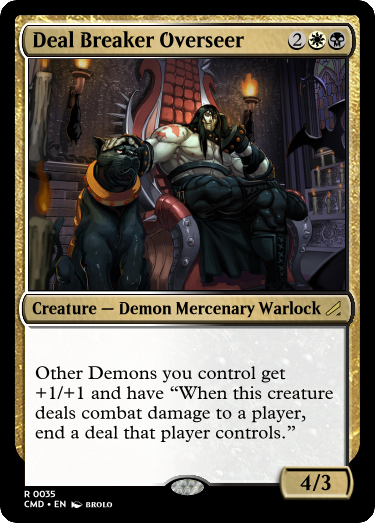 Deal Breaker Overseer 2
Creature — Demon Mercenary Warlock
Other Demons you control get
+1/+1 and have “When this creature
deals combat damage to a player,
end a deal that player controls.”
4/3
R 0035
CMD • EN BROLO